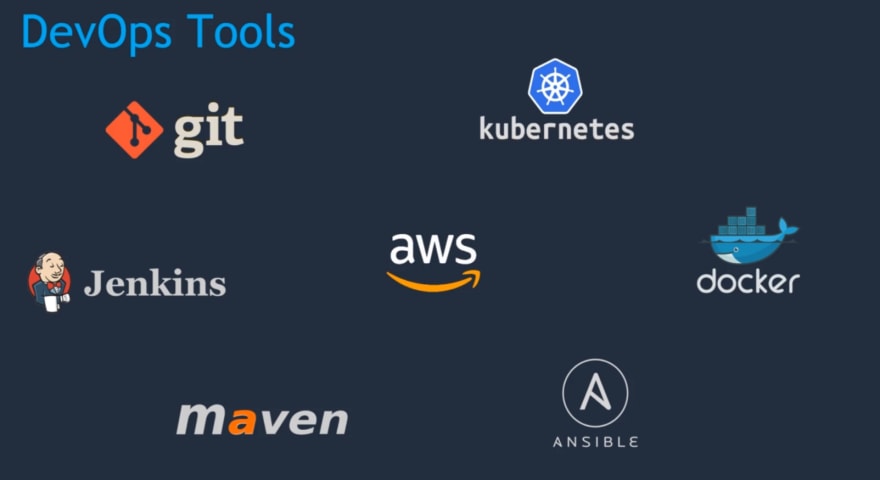 DevOps Tools
git
kubernetes
Jenkins
aws
docker
maven
ANSIBLE